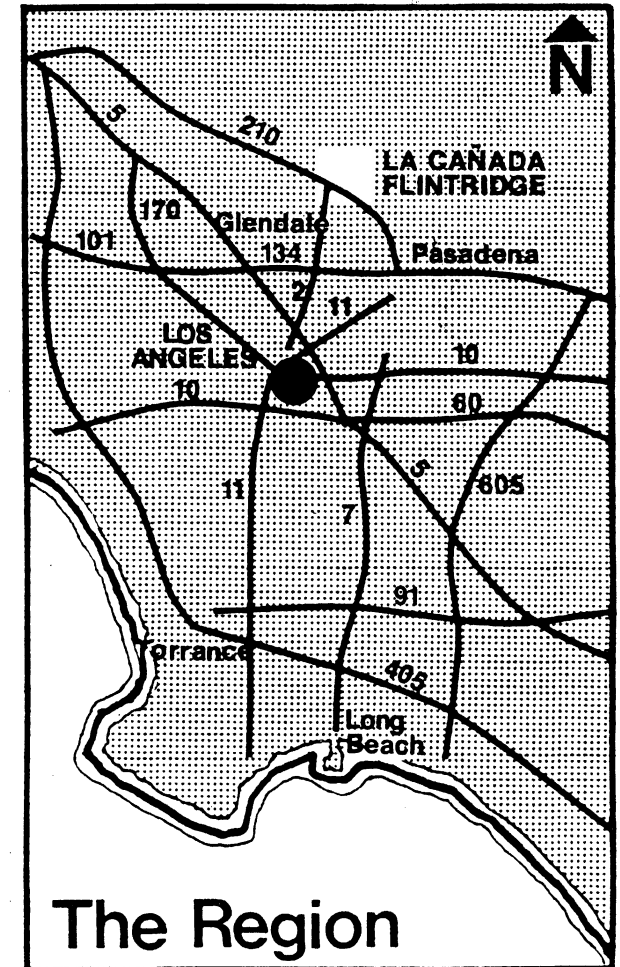 N
5
210
LA CAÑADA
FLINTRIDGE
170
Glendale
101
134
Pasadena
2
11
LOS
ANGELES
10
10
60
5
11
605
7
91
Torrance
405
Long
Beach
The Region